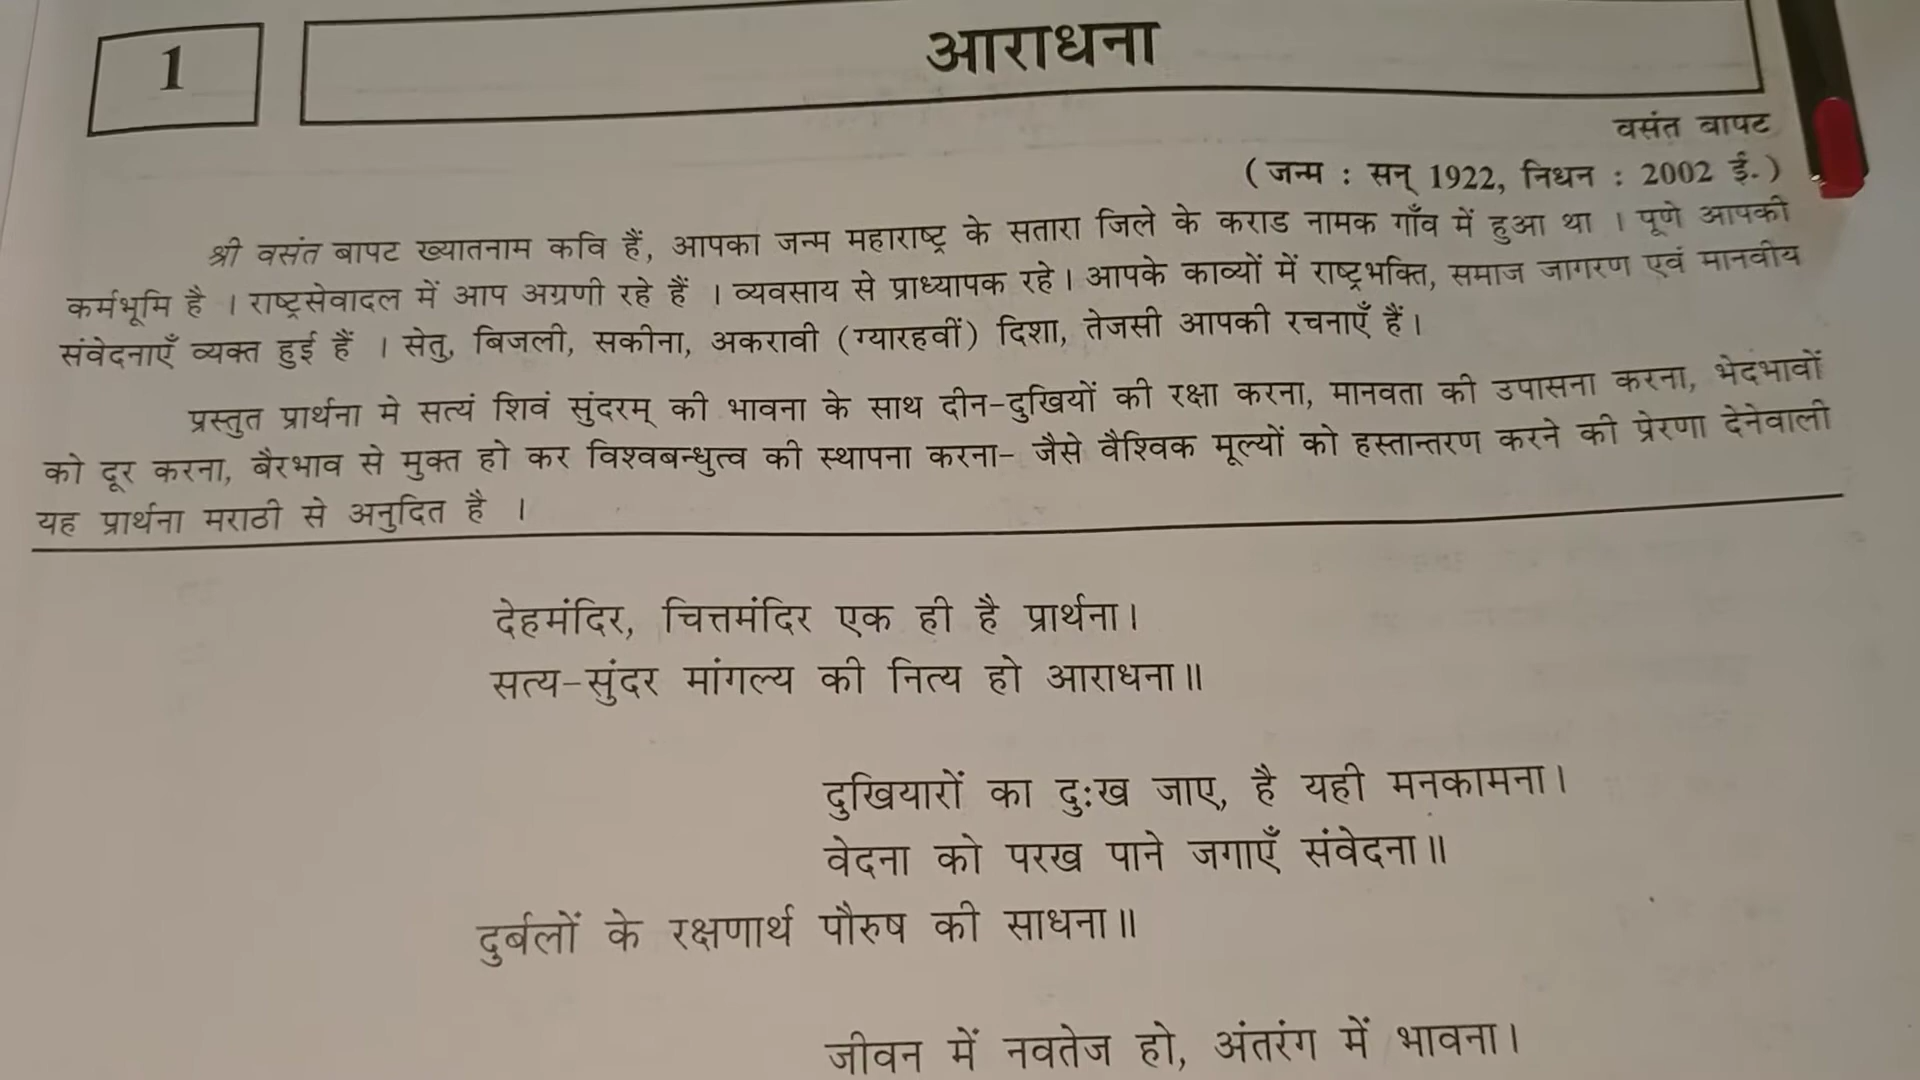 1
आराधना
वसंत बापट
( जन्म : सन् 1922, निधन : 2002 ई. )
श्री वसंत बापट ख्यातनाम कवि हैं, आपका जन्म महाराष्ट्र के सतारा जिले के कराड नामक गाँव में हुआ था । पूणे आपकी
कर्मभूमि है । राष्ट्रसेवादल में आप अग्रणी रहे हैं । व्यवसाय से प्राध्यापक रहे। आपके काव्यों में राष्ट्रभक्ति, समाज जागरण एवं मानवीय
संवेदनाएँ व्यक्त हुई हैं । सेतु, बिजली, सकीना, अकरावी (ग्यारहवीं) दिशा, तेजसी आपकी रचनाएँ हैं।
प्रस्तुत प्रार्थना मे सत्यं शिवं सुंदरम् की भावना के साथ दीन-दुखियों की रक्षा करना, मानवता की उपासना करना, भेदभावों
को दूर करना, बैरभाव से मुक्त हो कर विश्वबन्धुत्व की स्थापना करना- जैसे वैश्विक मूल्यों को हस्तान्तरण करने की प्रेरणा देनेवाली
यह प्रार्थना मराठी से अनुदित है ।
देहमंदिर, चित्तमंदिर एक ही है प्रार्थना।
सत्य-सुंदर मांगल्य की नित्य हो आराधना॥
दुखियारों का दुःख जाए, है यही मनकामना।
वेदना को परख पाने जगाएँ संवेदना॥
दुर्बलों के रक्षणार्थ पौरुष की साधना॥
जीवन में नवतेज हो, अंतरंग में भावना।